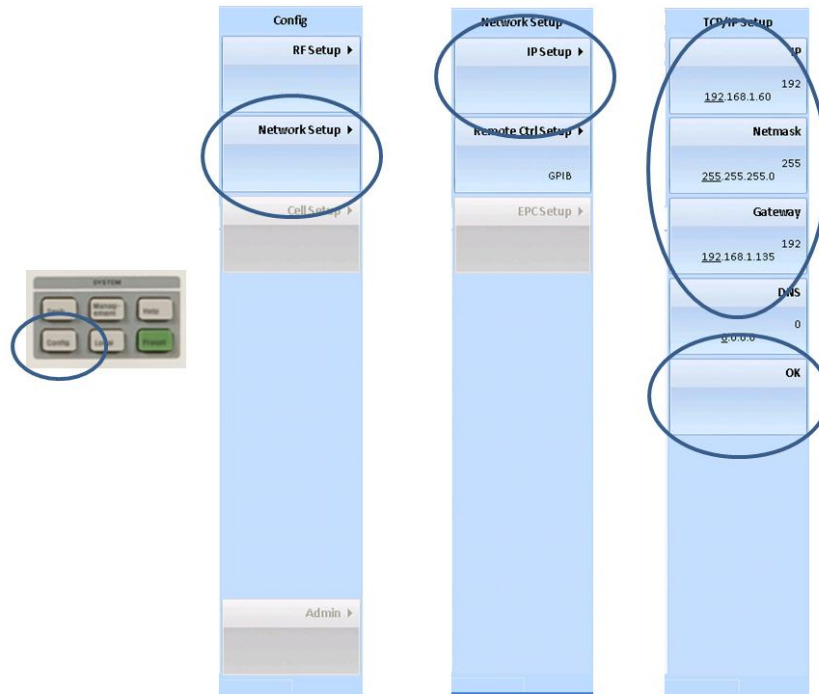 SYSTEM
Manag-
ement
Help
Config
Local
Preset
Config
RF Setup
Network Setup
Cell Setup
Admin
Network Setup
IP Setup
Remote Ctrl Setup
GPIB
EPC Setup
TCP/IP Setup
IP
192
192.168.1.60
Netmask
255
255.255.255.0
Gateway
192
192.168.1.135
DNS
0
0.0.0.0
OK